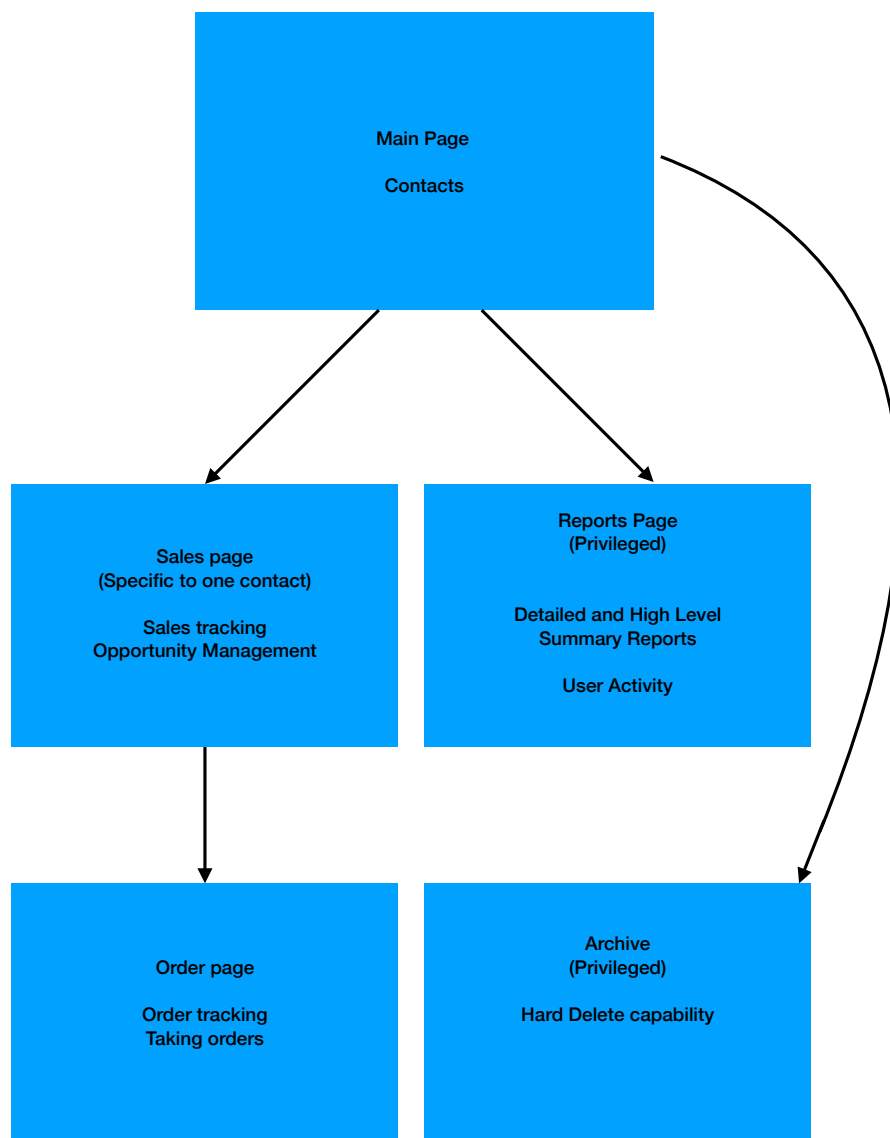 Main Page
Contacts
Sales page
(Specific to one contact)
Sales tracking
Opportunity Management
Reports Page
(Privileged)
Detailed and High Level
Summary Reports
User Activity
Order page
Order tracking
Taking orders
Archive
(Privileged)
Hard Delete capability